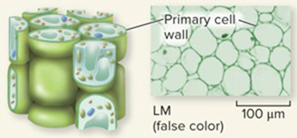 Primary cell
wall
LM
(false color)
100 μm